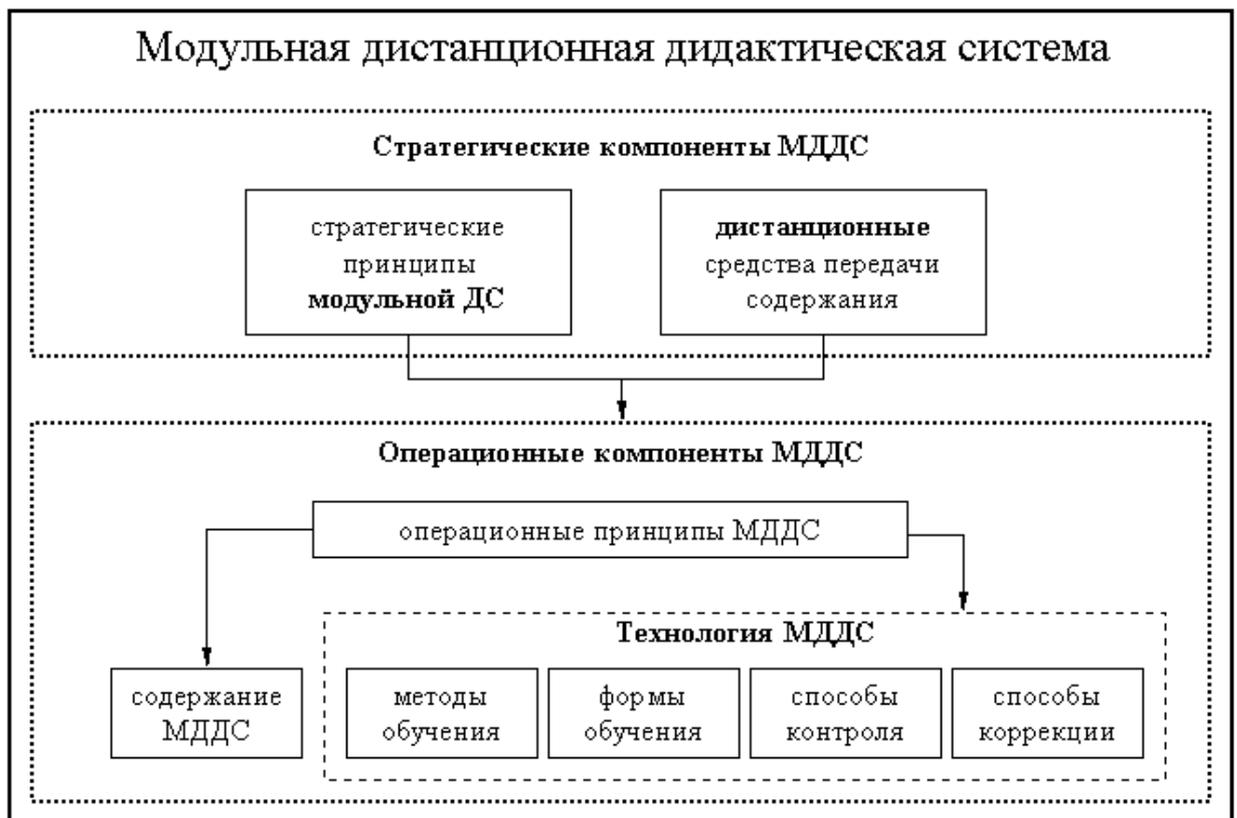 Модульная дистанционная дидактическая система
Стратегические компоненты МДДС
стратегические
принципы
модульной ДС
дистанционные
средства передачи
содержания
Операционные компоненты МДДС
операционные принципы МДДС
Технология МДДС
содержание
МДДС
методы
обучения
формы
обучения
способы
контроля
способы
коррекции